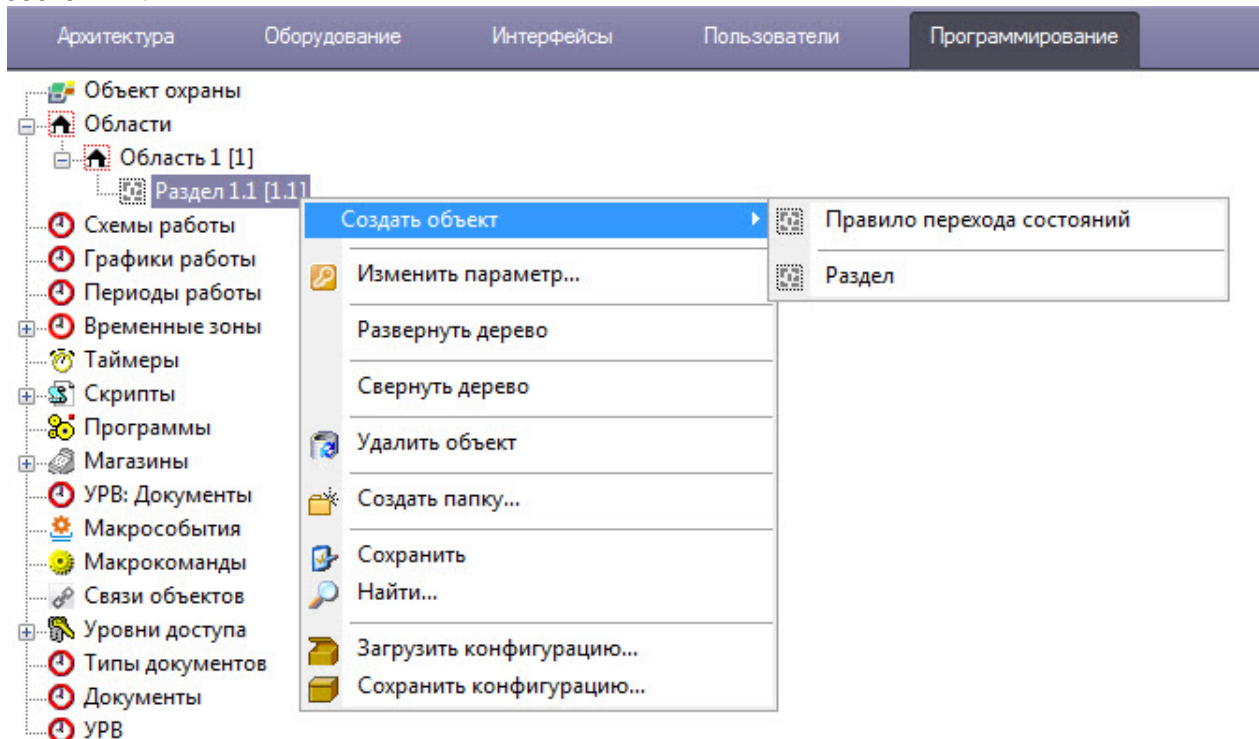 Архитектура Оборудование Интерфейсы Пользователи Программирование
Объект охраны
Области
Область 1 [1]
Раздел 1.1 [1.1]
Схемы работы
Графики работы
Периоды работы
Временные зоны
Таймеры
Скрипты
Программы
Магазины
УРВ: Документы
Макрособытия
Макрокоманды
Связи объектов
Уровни доступа
Типы документов
Документы
УРВ
Создать объект
Изменить параметр...
Развернуть дерево
Свернуть дерево
Удалить объект
Создать папку...
Сохранить
Найти...
Загрузить конфигурацию...
Сохранить конфигурацию...
Правило перехода состояний
Раздел